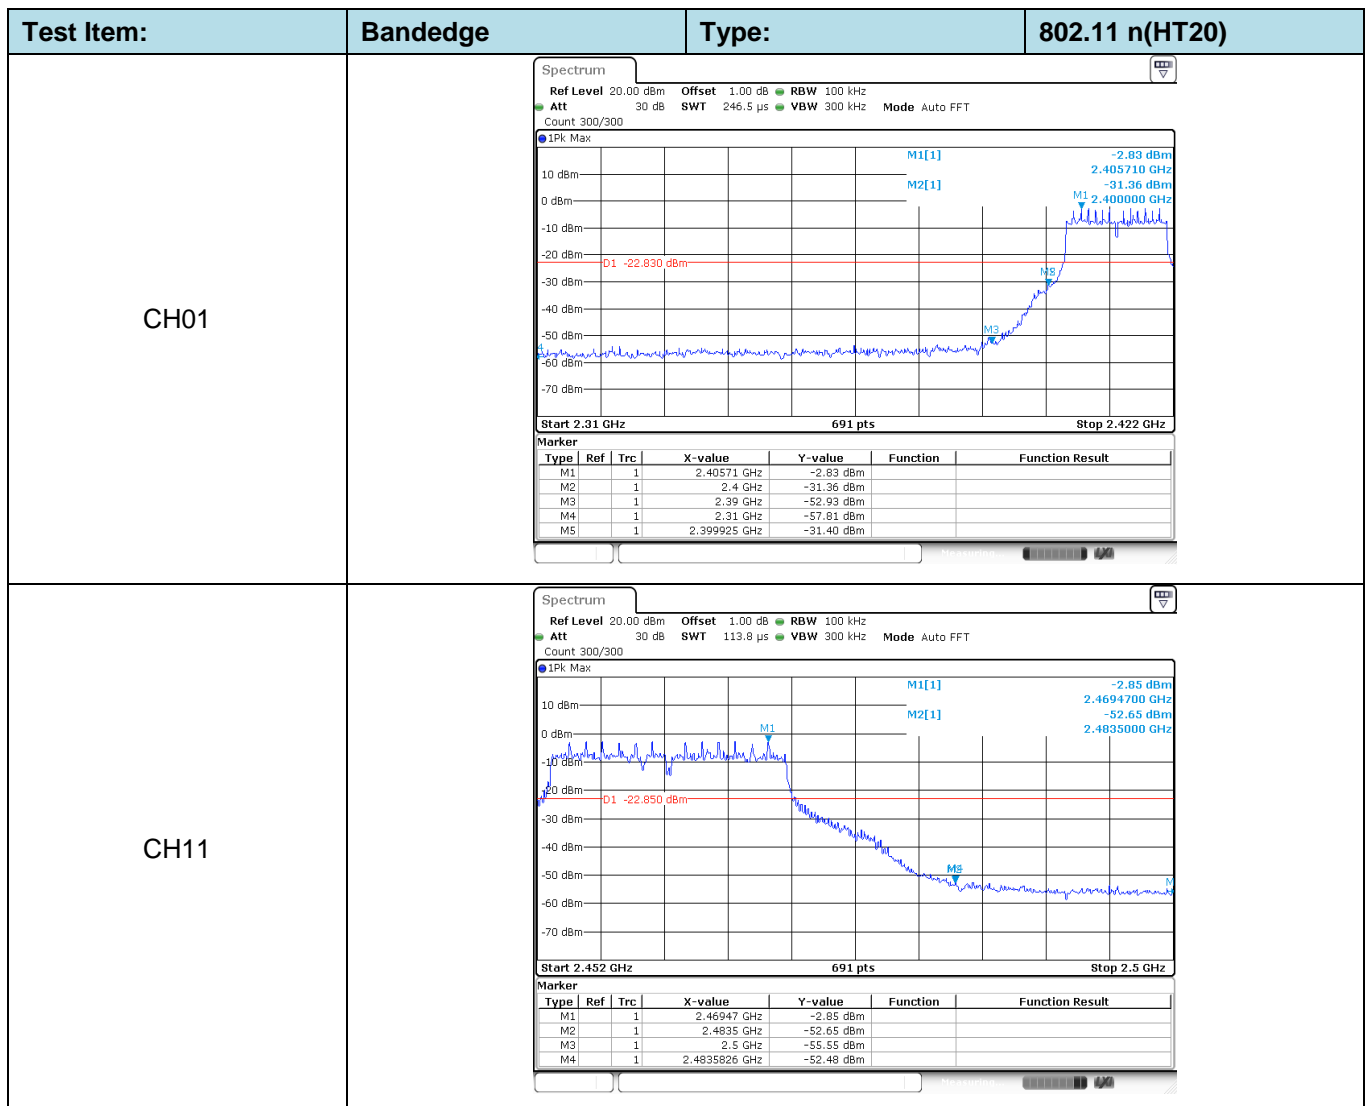 Test Item: Bandedge Type: 802.11 n(HT20)
CH01
Spectrum
Ref Level 20.00 dBm Offset 1.00 dB RBW 100 kHz
Att 30 dB SWT 246.5 µs VBW 300 kHz Mode Auto FFT
Count 300/300
1Pk Max
M1[1] -2.83 dBm
2.405710 GHz
M2[1] -31.36 dBm
2.400000 GHz
M1
10 dBm
0 dBm
-10 dBm
-20 dBm
D1 -22.830 dBm
-30 dBm
-40 dBm
-50 dBm
M3
4
-60 dBm
-70 dBm
Start 2.31 GHz 691 pts Stop 2.422 GHz
Marker
Type Ref Trc X-value Y-value Function Function Result
M1 1 2.40571 GHz -2.83 dBm
M2 1 2.4 GHz -31.36 dBm
M3 1 2.39 GHz -52.93 dBm
M4 1 2.31 GHz -57.81 dBm
M5 1 2.399925 GHz -31.40 dBm
Measuring...
CH11
Spectrum
Ref Level 20.00 dBm Offset 1.00 dB RBW 100 kHz
Att 30 dB SWT 113.8 µs VBW 300 kHz Mode Auto FFT
Count 300/300
1Pk Max
M1[1] -2.85 dBm
2.4694700 GHz
M2[1] -52.65 dBm
2.4835000 GHz
10 dBm
M1
0 dBm
-10 dBm
-20 dBm
D1 -22.850 dBm
-30 dBm
-40 dBm
-50 dBm
M
-60 dBm
-70 dBm
Start 2.452 GHz 691 pts Stop 2.5 GHz
Marker
Type Ref Trc X-value Y-value Function Function Result
M1 1 2.46947 GHz -2.85 dBm
M2 1 2.4835 GHz -52.65 dBm
M3 1 2.5 GHz -55.55 dBm
M4 1 2.4835826 GHz -52.48 dBm
Measuring...